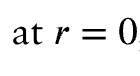 at r = 0